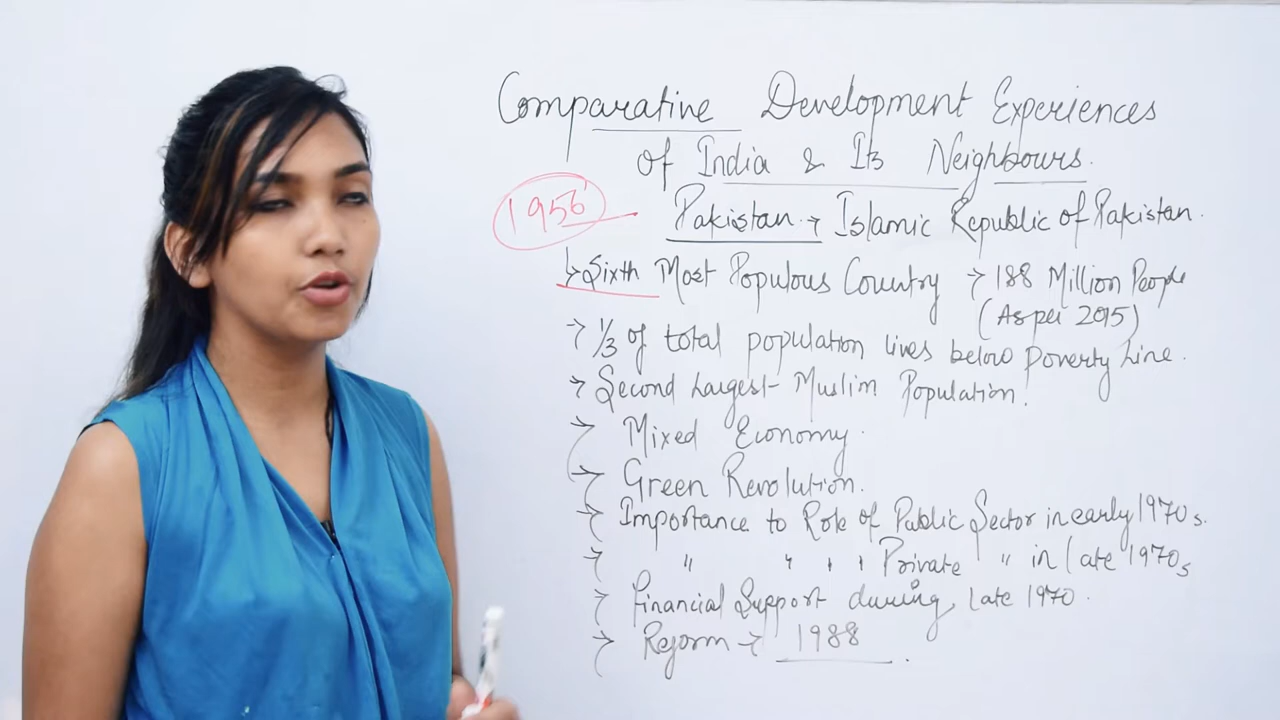 Comparative Development Experiences
of India & Its Neighbours.
1956
Pakistan. → Islamic Republic of Pakistan.
→ Sixth Most Populous Country → 188 Million People
(As per 2015)
→ 1/3 of total population lives below poverty line.
→ Second Largest Muslim Population!
→ Mixed Economy.
→ Green Revolution.
→ Importance to Role of Public Sector in early 1970s.
→ " " " " Private " in late 1970s
→ Financial Support during, late 1970.
→ Reform → 1988.